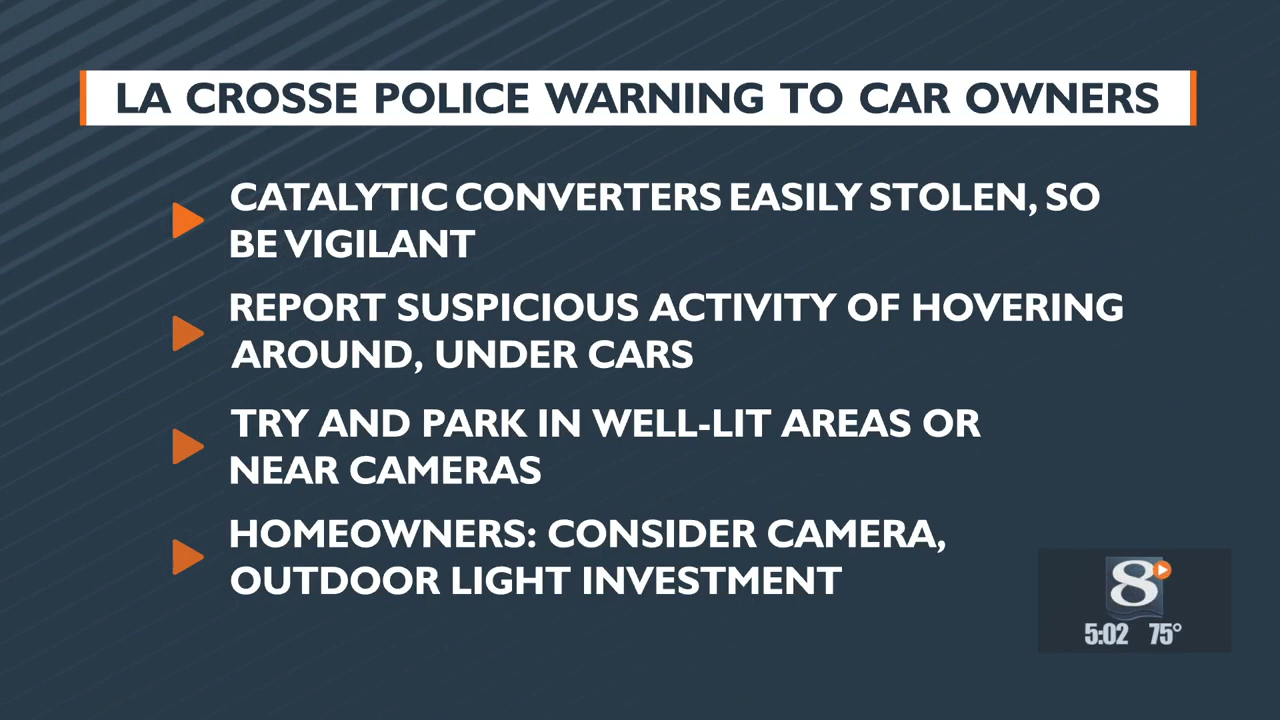 LA CROSSE POLICE WARNING TO CAR OWNERS
CATALYTIC CONVERTERS EASILY STOLEN, SO
BE VIGILANT
REPORT SUSPICIOUS ACTIVITY OF HOVERING
AROUND, UNDER CARS
TRY AND PARK IN WELL-LIT AREAS OR
NEAR CAMERAS
HOMEOWNERS: CONSIDER CAMERA,
OUTDOOR LIGHT INVESTMENT
8
5:02 75°